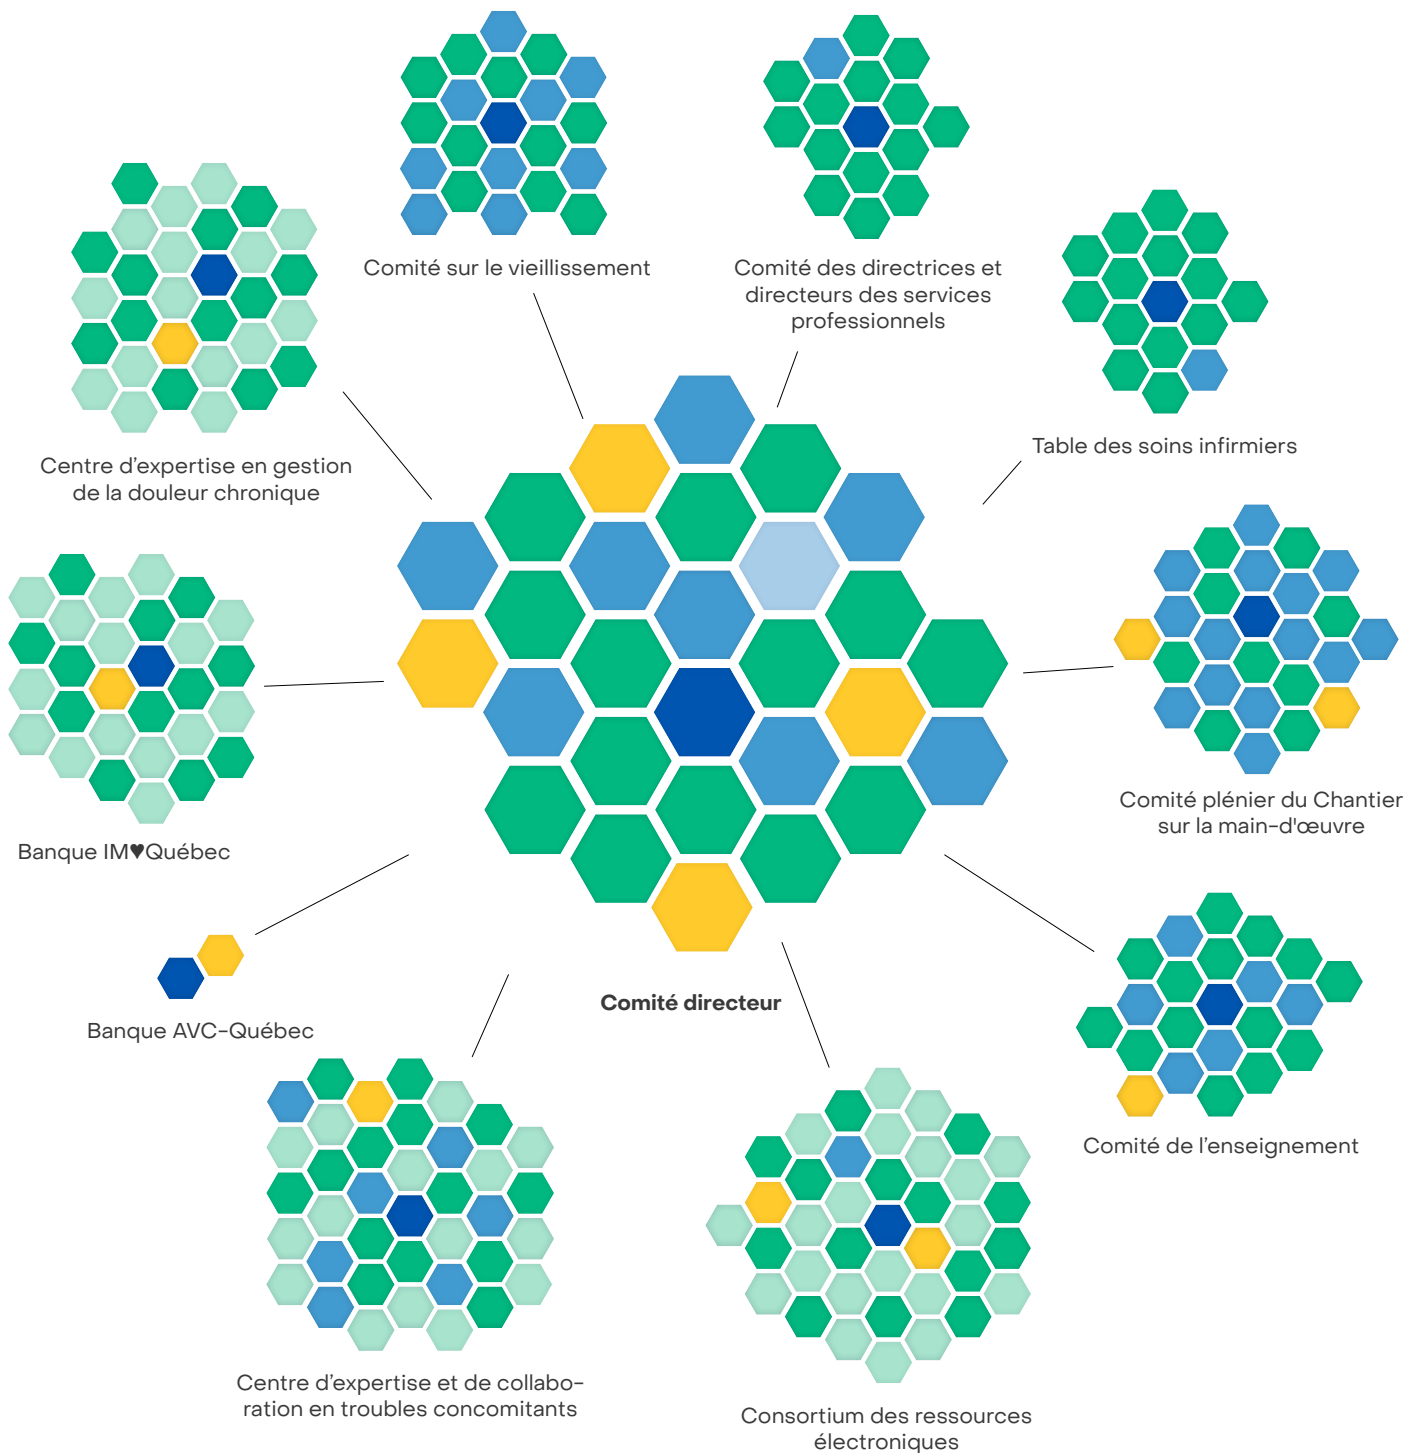 Comité sur le vieillissement
Comité des directrices et
directeurs des services
professionnels
Table des soins infirmiers
Centre d’expertise en gestion
de la douleur chronique
Comité plénier du Chantier
sur la main-d'œuvre
Banque IM♥Québec
Banque AVC-Québec
Comité directeur
Comité de l’enseignement
Centre d’expertise et de collabo-
ration en troubles concomitants
Consortium des ressources
électroniques